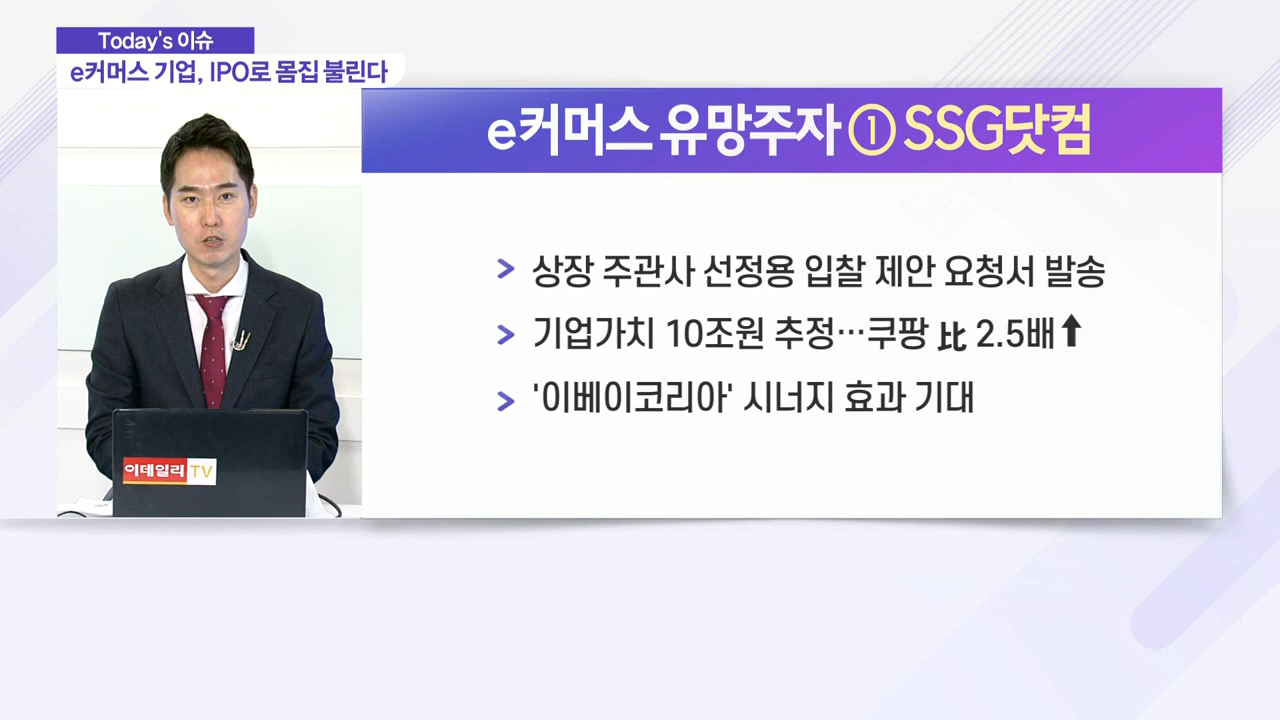 Today's 이슈
e커머스 기업, IPO로 몸집 불린다
e커머스 유망주자 ① SSG닷컴
> 상장 주관사 선정용 입찰 제안 요청서 발송
> 기업가치 10조원 추정…쿠팡 比 2.5배⬆
> '이베이코리아' 시너지 효과 기대
이데일리 TV